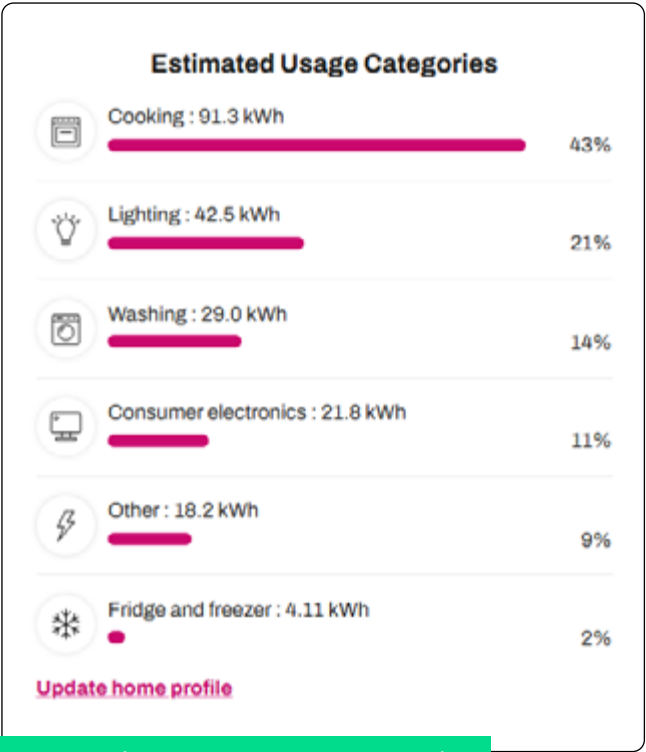 Estimated Usage Categories
Cooking : 91.3 kWh
43%
Lighting : 42.5 kWh
21%
Washing : 29.0 kWh
14%
Consumer electronics : 21.8 kWh
11%
Other : 18.2 kWh
9%
Fridge and freezer : 4.11 kWh
2%
Update home profile